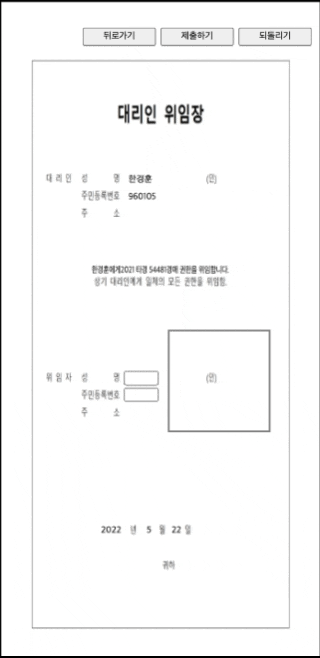 뒤로가기 제출하기 되돌리기
대리인 위임장
대 리 인 성 명 한경훈 (인)
주민등록번호 960105
주 소
한경훈에게2021타경 54481경매 권한을 위임합니다.
상기 대리인에게 일체의 모든 권한을 위임함.
위 임 자 성 명 (인)
주민등록번호
주 소
2022 년 5 월 22 일
귀하